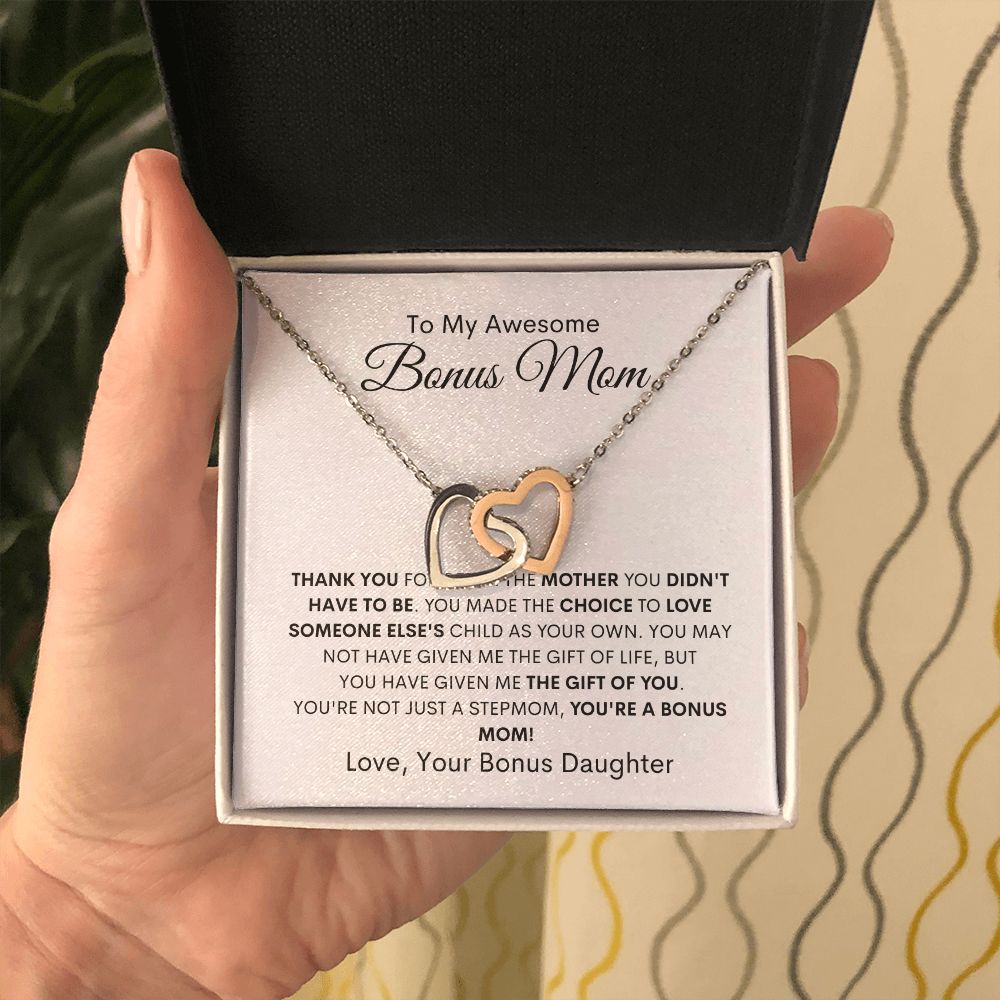 To My Awesome
Bonus Mom
THANK YOU FO THE MOTHER YOU DIDN'T
HAVE TO BE. YOU MADE THE CHOICE TO LOVE
SOMEONE ELSE'S CHILD AS YOUR OWN. YOU MAY
NOT HAVE GIVEN ME THE GIFT OF LIFE, BUT
YOU HAVE GIVEN ME THE GIFT OF YOU.
YOU'RE NOT JUST A STEPMOM, YOU'RE A BONUS
MOM!
Love, Your Bonus Daughter